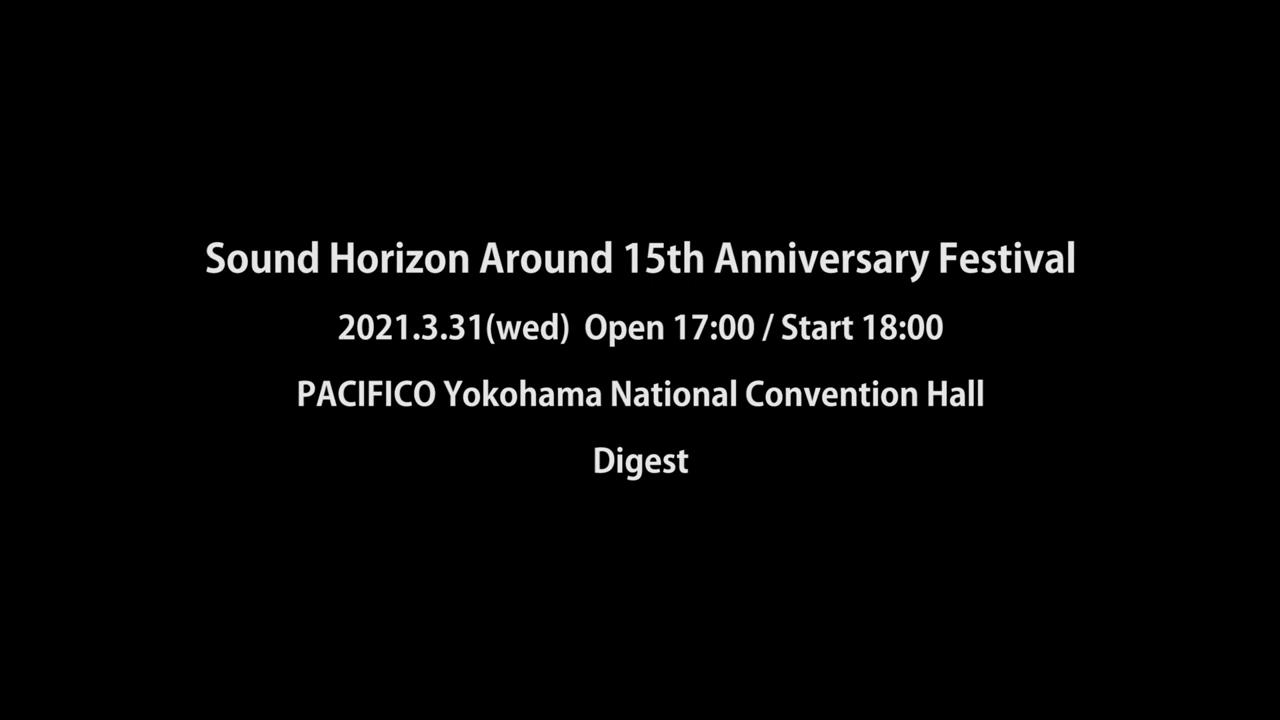 Sound Horizon Around 15th Anniversary Festival
2021.3.31(wed)  Open 17:00 / Start 18:00
PACIFICO Yokohama National Convention Hall
Digest